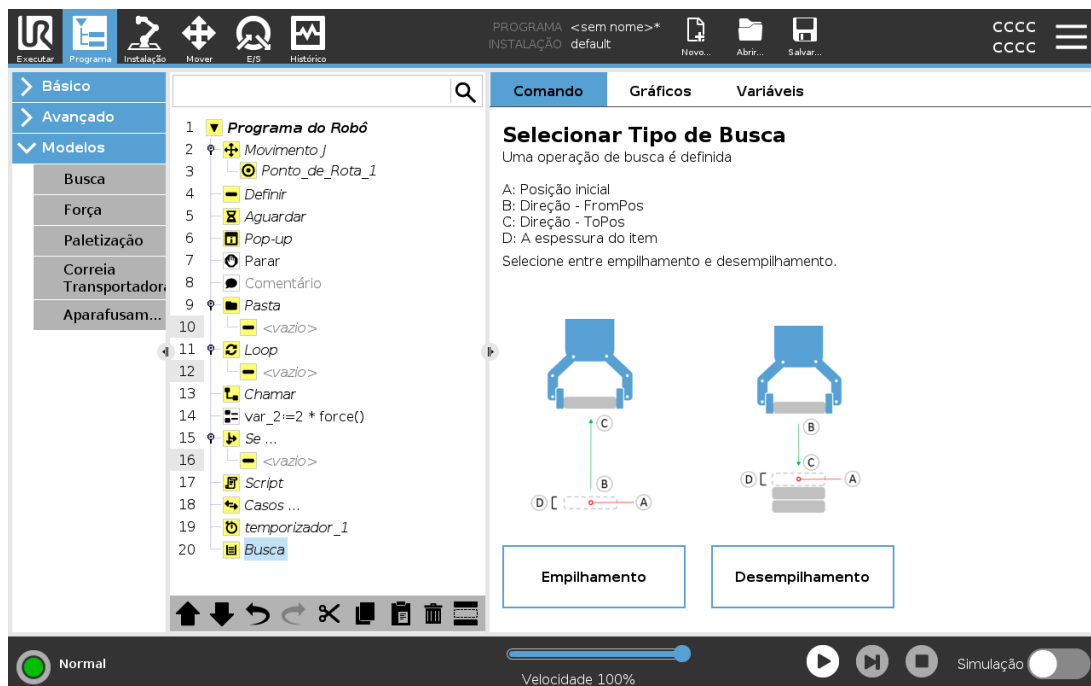 PROGRAMA <sem nome>*
INSTALAÇÃO default
UR
Executar
Programa
Instalação
Mover
E/S
Histórico
Novo...
Abrir...
Salvar...
CCCC
CCCC
Básico
Avançado
Modelos
Busca
Força
Paletização
Correia
Transportador
Aparafusam...
1 Programa do Robô
2 Movimento J
3 Ponto_de_Rota_1
4 Definir
5 Aguardar
6 Pop-up
7 Parar
8 Comentário
9 Pasta
10 <vazio>
11 Loop
12 <vazio>
13 Chamar
14 var_2:=2 * force()
15 Se ...
16 <vazio>
17 Script
18 Casos ...
19 temporizador_1
20 Busca
Comando Gráficos Variáveis
Selecionar Tipo de Busca
Uma operação de busca é definida
A: Posição inicial
B: Direção - FromPos
C: Direção - ToPos
D: A espessura do item
Selecione entre empilhamento e desempilhamento.
C
B
D A
B
C
D A
Empilhamento
Desempilhamento
Normal
Velocidade 100%
Simulação